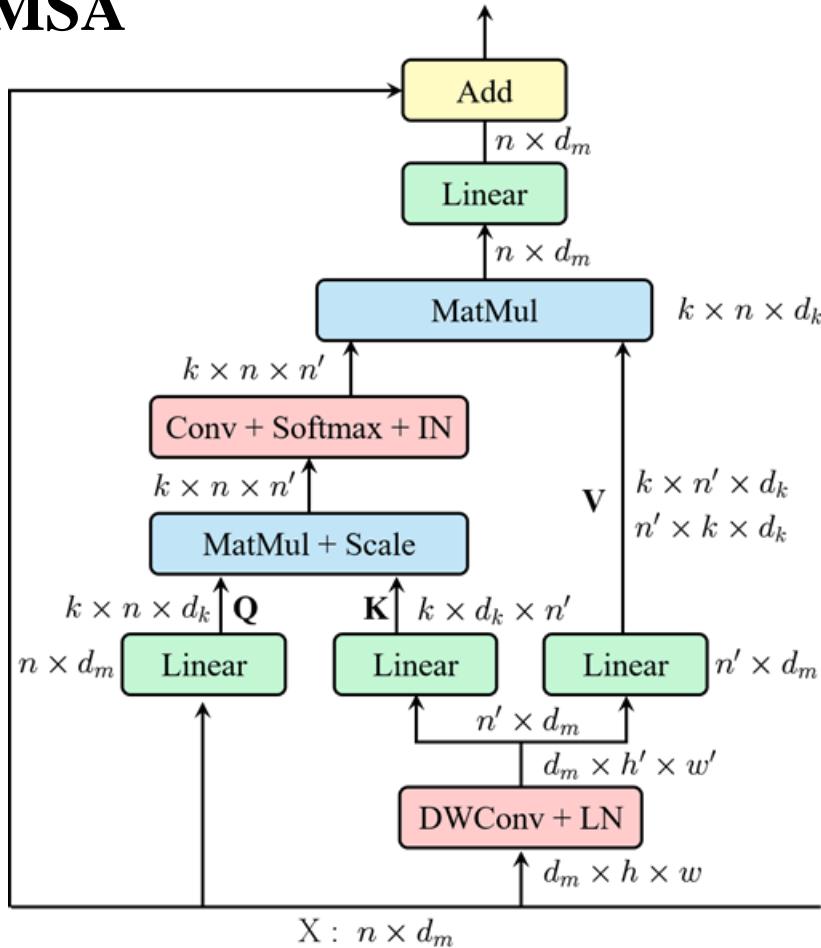 MSA
Add
n × d_m
Linear
n × d_m
MatMul
k × n × d_k
k × n × n′
Conv + Softmax + IN
k × n × n′
V
k × n′ × d_k
n′ × k × d_k
MatMul + Scale
k × n × d_k
Q
K
k × d_k × n′
n × d_m
Linear
Linear
Linear
n′ × d_m
n′ × d_m
d_m × h′ × w′
DWConv + LN
d_m × h × w
X : n × d_m